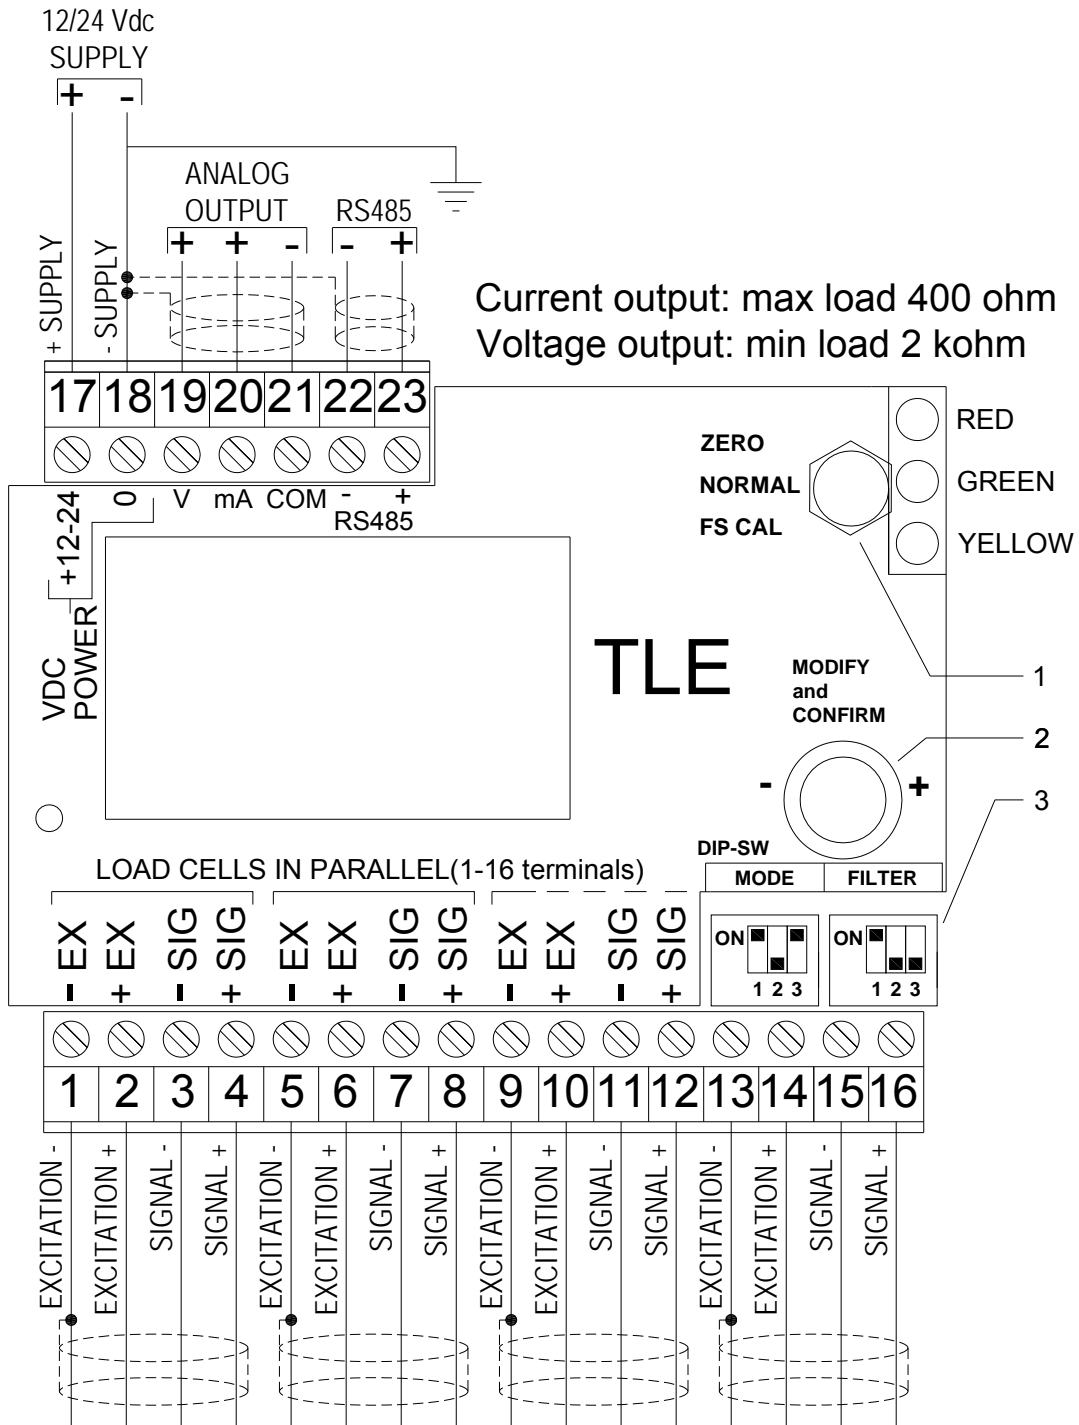 12/24 Vdc
SUPPLY
+ -
ANALOG
OUTPUT
RS485
+ + - - +
+ SUPPLY
- SUPPLY
Current output: max load 400 ohm
Voltage output: min load 2 kohm
17 18 19 20 21 22 23
+12-24 0 V mA COM - +
RS485
VDC
POWER
ZERO
NORMAL
FS CAL
RED
GREEN
YELLOW
TLE
MODIFY
and
CONFIRM
- +
1
2
3
DIP-SW
MODE FILTER
ON
1 2 3
ON
1 2 3
LOAD CELLS IN PARALLEL(1-16 terminals)
- EX + EX - SIG + SIG - EX + EX - SIG + SIG - EX + EX - SIG + SIG
1 2 3 4 5 6 7 8 9 10 11 12 13 14 15 16
EXCITATION -
EXCITATION +
SIGNAL -
SIGNAL +
EXCITATION -
EXCITATION +
SIGNAL -
SIGNAL +
EXCITATION -
EXCITATION +
SIGNAL -
SIGNAL +
EXCITATION -
EXCITATION +
SIGNAL -
SIGNAL +